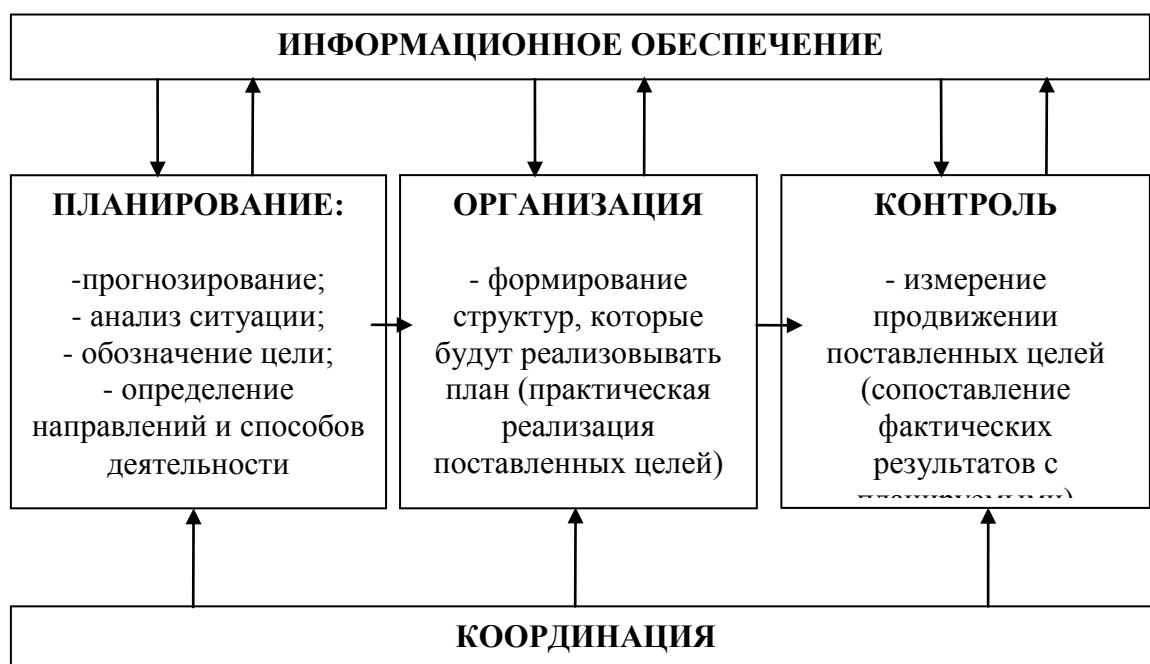 ИНФОРМАЦИОННОЕ ОБЕСПЕЧЕНИЕ
ПЛАНИРОВАНИЕ:
-прогнозирование;
- анализ ситуации;
- обозначение цели;
- определение
направлений и способов
деятельности
ОРГАНИЗАЦИЯ
- формирование
структур, которые
будут реализовывать
план (практическая
реализация
поставленных целей)
КОНТРОЛЬ
- измерение
продвижении
поставленных целей
(сопоставление
фактических
результатов с
планируемыми)
КООРДИНАЦИЯ